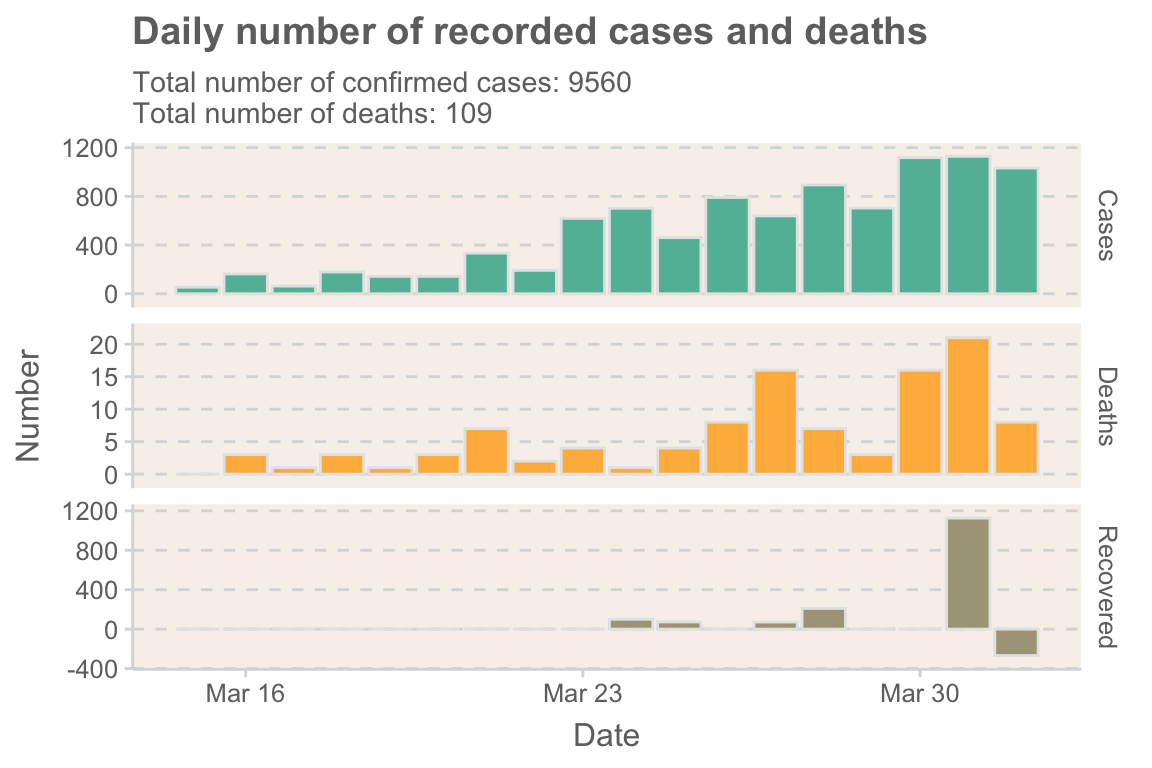 Daily number of recorded cases and deaths
Total number of confirmed cases: 9560
Total number of deaths: 109
1200
800
400
0
Cases
20
15
10
5
0
Deaths
Number
1200
800
400
0
-400
Recovered
Mar 16
Mar 23
Mar 30
Date